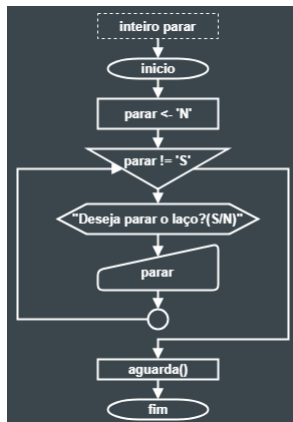 inteiro parar
inicio
parar <- 'N'
parar != 'S'
"Deseja parar o laço?(S/N)"
parar
aguarda()
fim